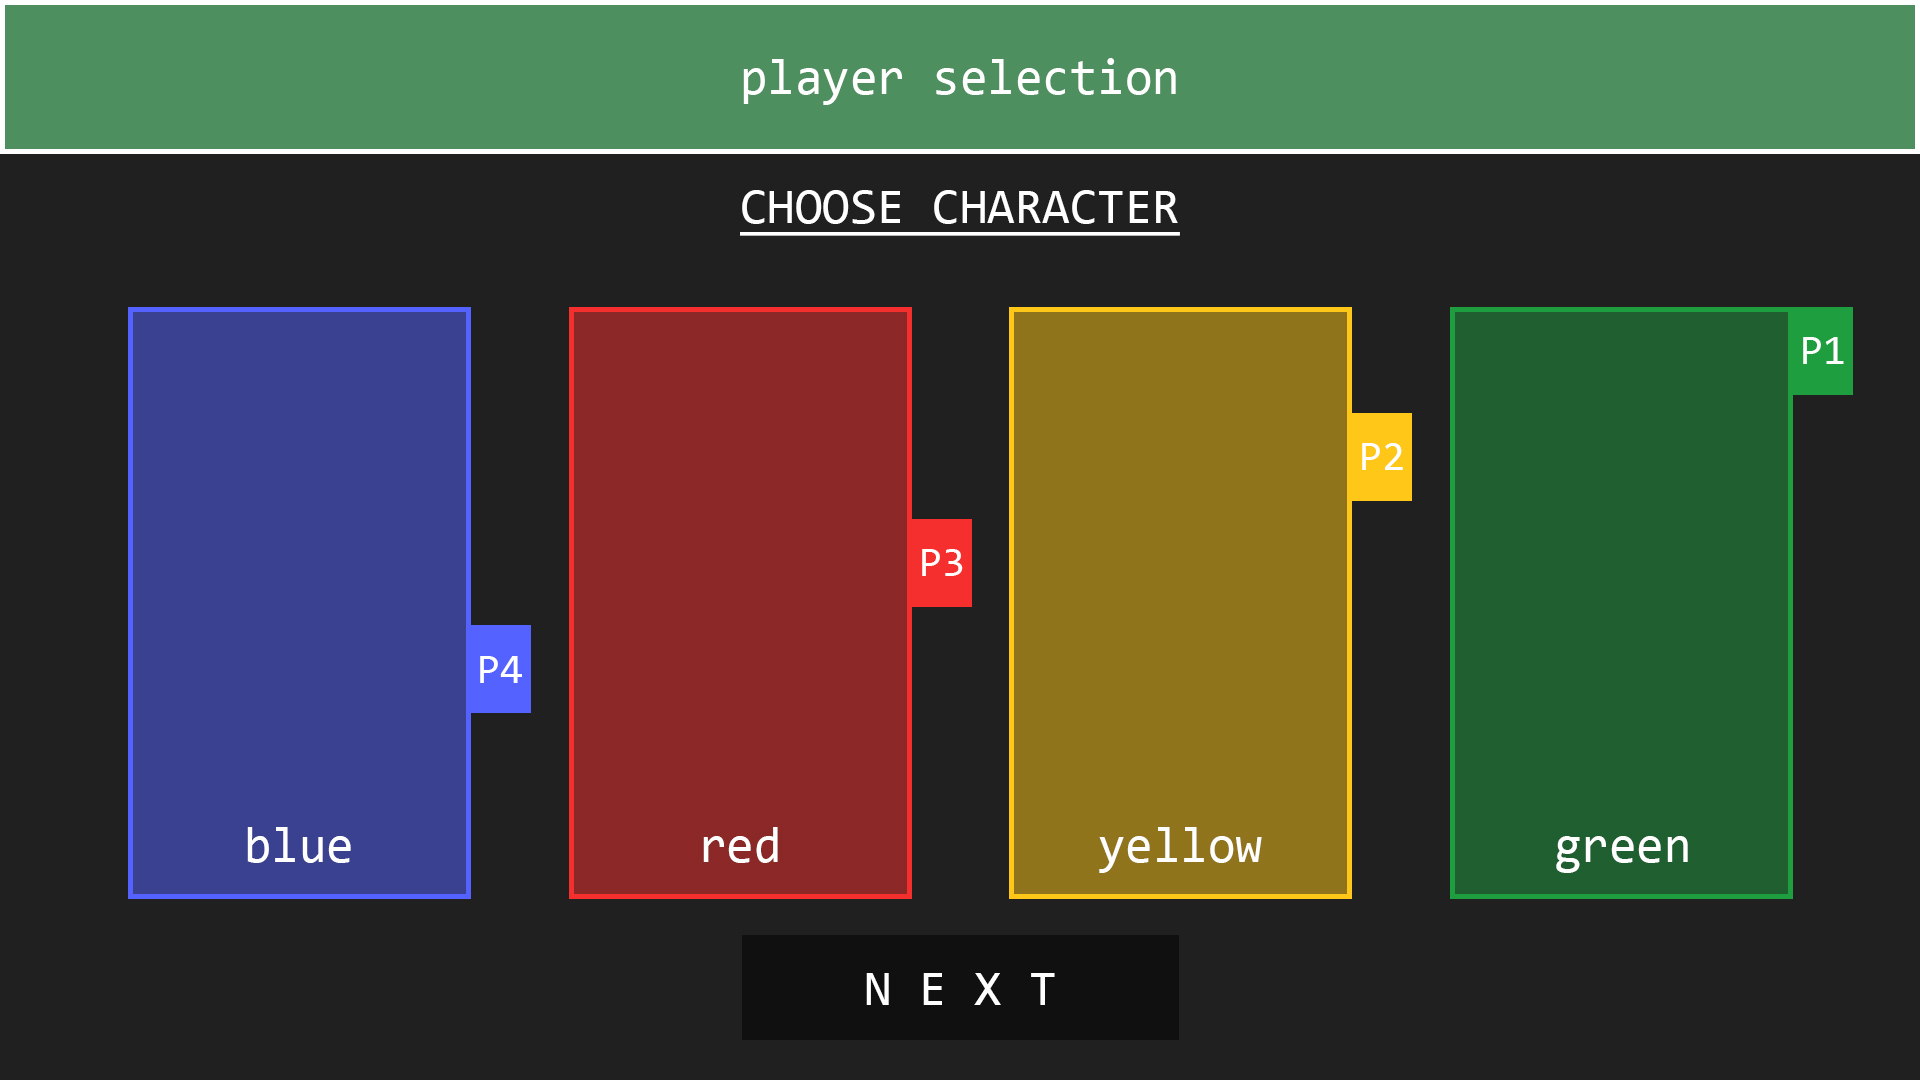 player selection
CHOOSE CHARACTER
P1
P2
P3
P4
blue
red
yellow
green
N E X T